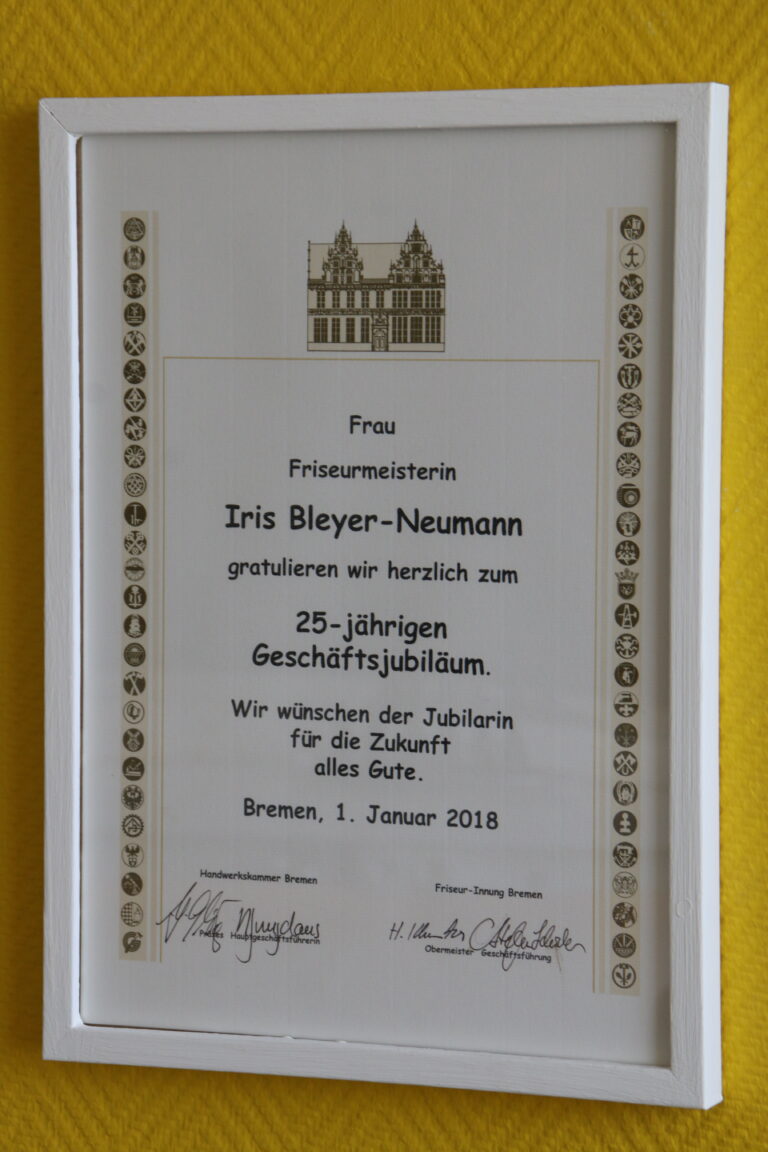 Frau
Friseurmeisterin
Iris Bleyer-Neumann
gratulieren wir herzlich zum
25-jährigen
Geschäftsjubiläum.
Wir wünschen der Jubilarin
für die Zukunft
alles Gute.
Bremen, 1. Januar 2018
Handwerkskammer Bremen
Präses Hauptgeschäftsführerin
Friseur-Innung Bremen
Obermeister Geschäftsführung